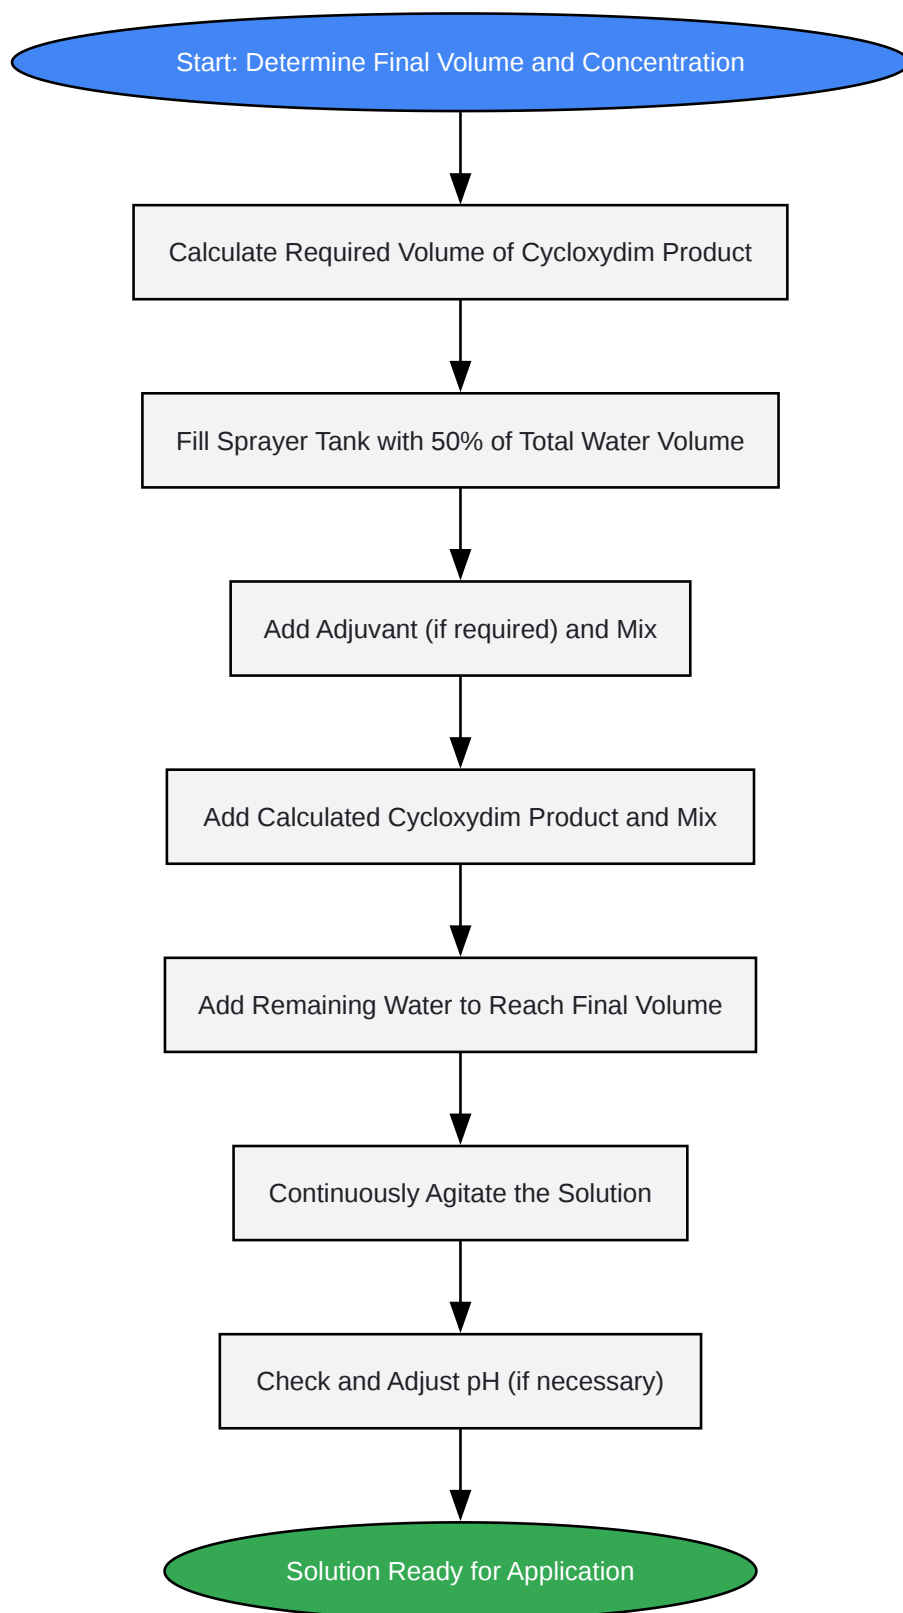 Start: Determine Final Volume and Concentration
Calculate Required Volume of Cycloxydim Product
Fill Sprayer Tank with 50% of Total Water Volume
Add Adjuvant (if required) and Mix
Add Calculated Cycloxydim Product and Mix
Add Remaining Water to Reach Final Volume
Continuously Agitate the Solution
Check and Adjust pH (if necessary)
Solution Ready for Application